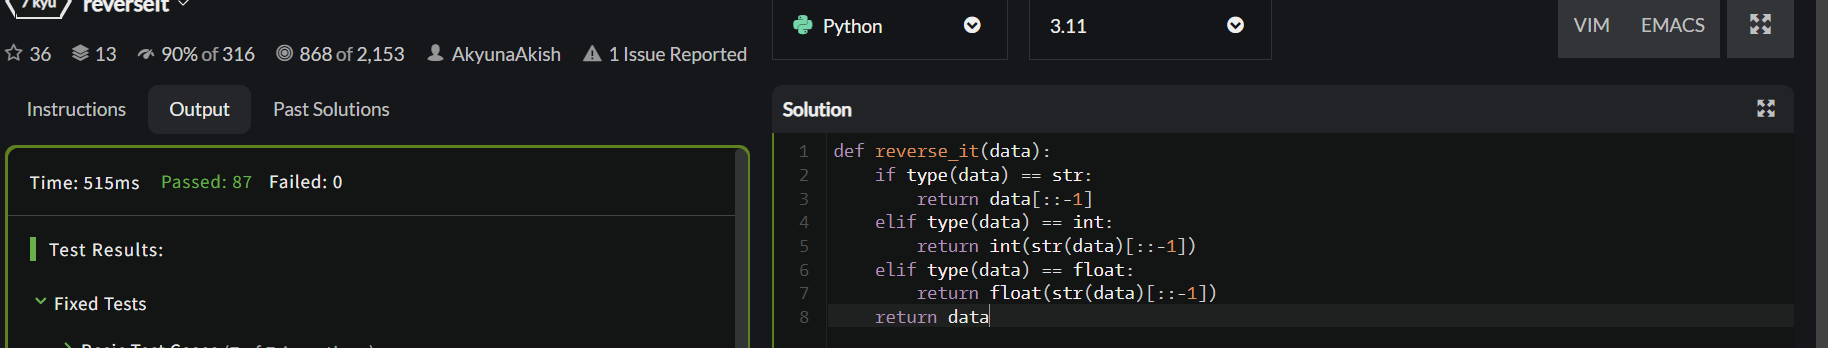 7 kyu reverseIt
Python 3.11 VIM EMACS
36 13 90% of 316 868 of 2,153 AkyunaAkish 1 Issue Reported
Instructions Output Past Solutions
Time: 515ms Passed: 87 Failed: 0
Test Results:
Fixed Tests
Solution
1 def reverse_it(data):
2 if type(data) == str:
3 return data[::-1]
4 elif type(data) == int:
5 return int(str(data)[::-1])
6 elif type(data) == float:
7 return float(str(data)[::-1])
8 return data